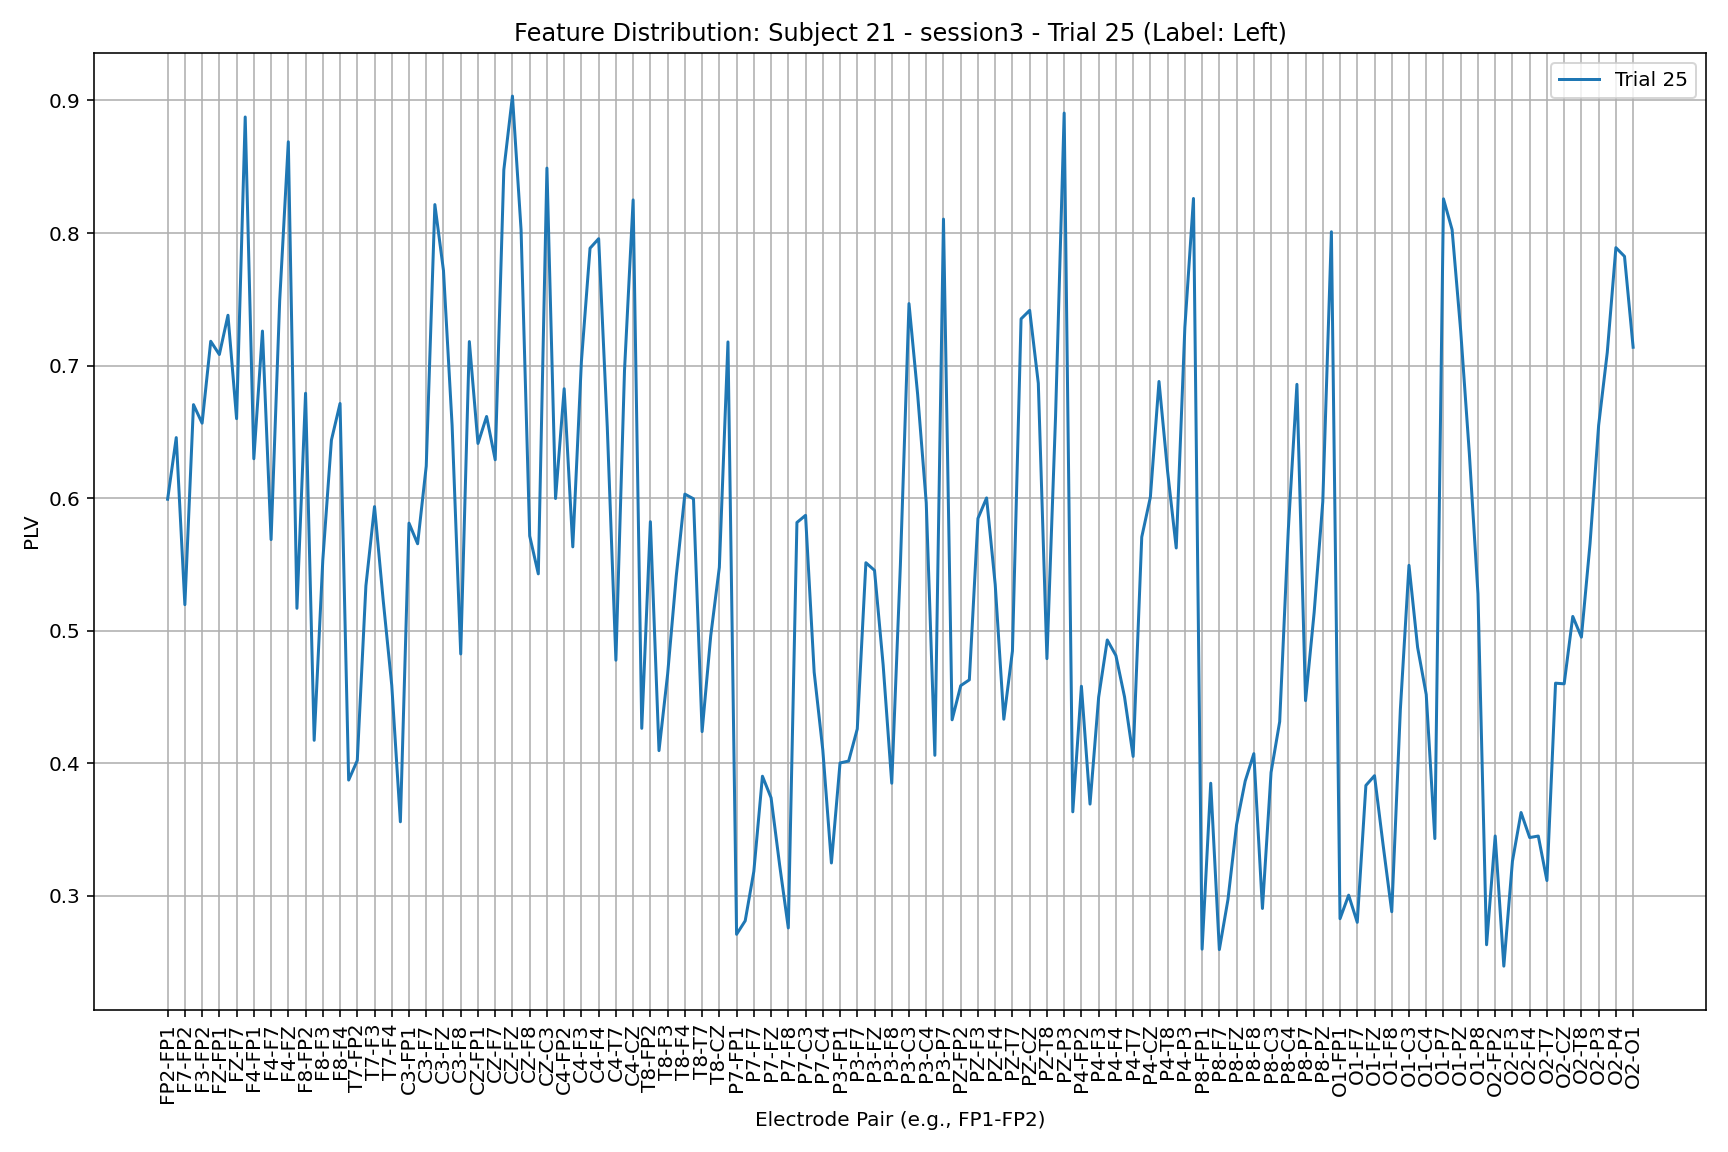 Feature Distribution: Subject 21 - session3 - Trial 25 (Label: Left)
Trial 25
PLV
0.9
0.8
0.7
0.6
0.5
0.4
0.3
FP2-FP1
F7-FP2
F3-FP2
FZ-FP1
FZ-F7
F4-FP1
F4-F7
F4-FZ
F8-FP2
F8-F3
F8-F4
T7-FP2
T7-F3
T7-F4
C3-FP1
C3-F7
C3-FZ
C3-F8
CZ-FP1
CZ-F7
CZ-FZ
CZ-F8
CZ-C3
C4-FP2
C4-F3
C4-F4
C4-T7
C4-CZ
T8-FP2
T8-F3
T8-F4
T8-T7
T8-CZ
P7-FP1
P7-F7
P7-FZ
P7-F8
P7-C3
P7-C4
P3-FP1
P3-F7
P3-FZ
P3-F8
P3-C3
P3-C4
P3-P7
PZ-FP2
PZ-F3
PZ-F4
PZ-T7
PZ-CZ
PZ-T8
PZ-P3
P4-FP2
P4-F3
P4-F4
P4-T7
P4-CZ
P4-T8
P4-P3
P8-FP1
P8-F7
P8-FZ
P8-F8
P8-C3
P8-C4
P8-P7
P8-PZ
O1-FP1
O1-F7
O1-FZ
O1-F8
O1-C3
O1-C4
O1-P7
O1-PZ
O1-P8
O2-FP2
O2-F3
O2-F4
O2-T7
O2-CZ
O2-T8
O2-P3
O2-P4
O2-O1
Electrode Pair (e.g., FP1-FP2)